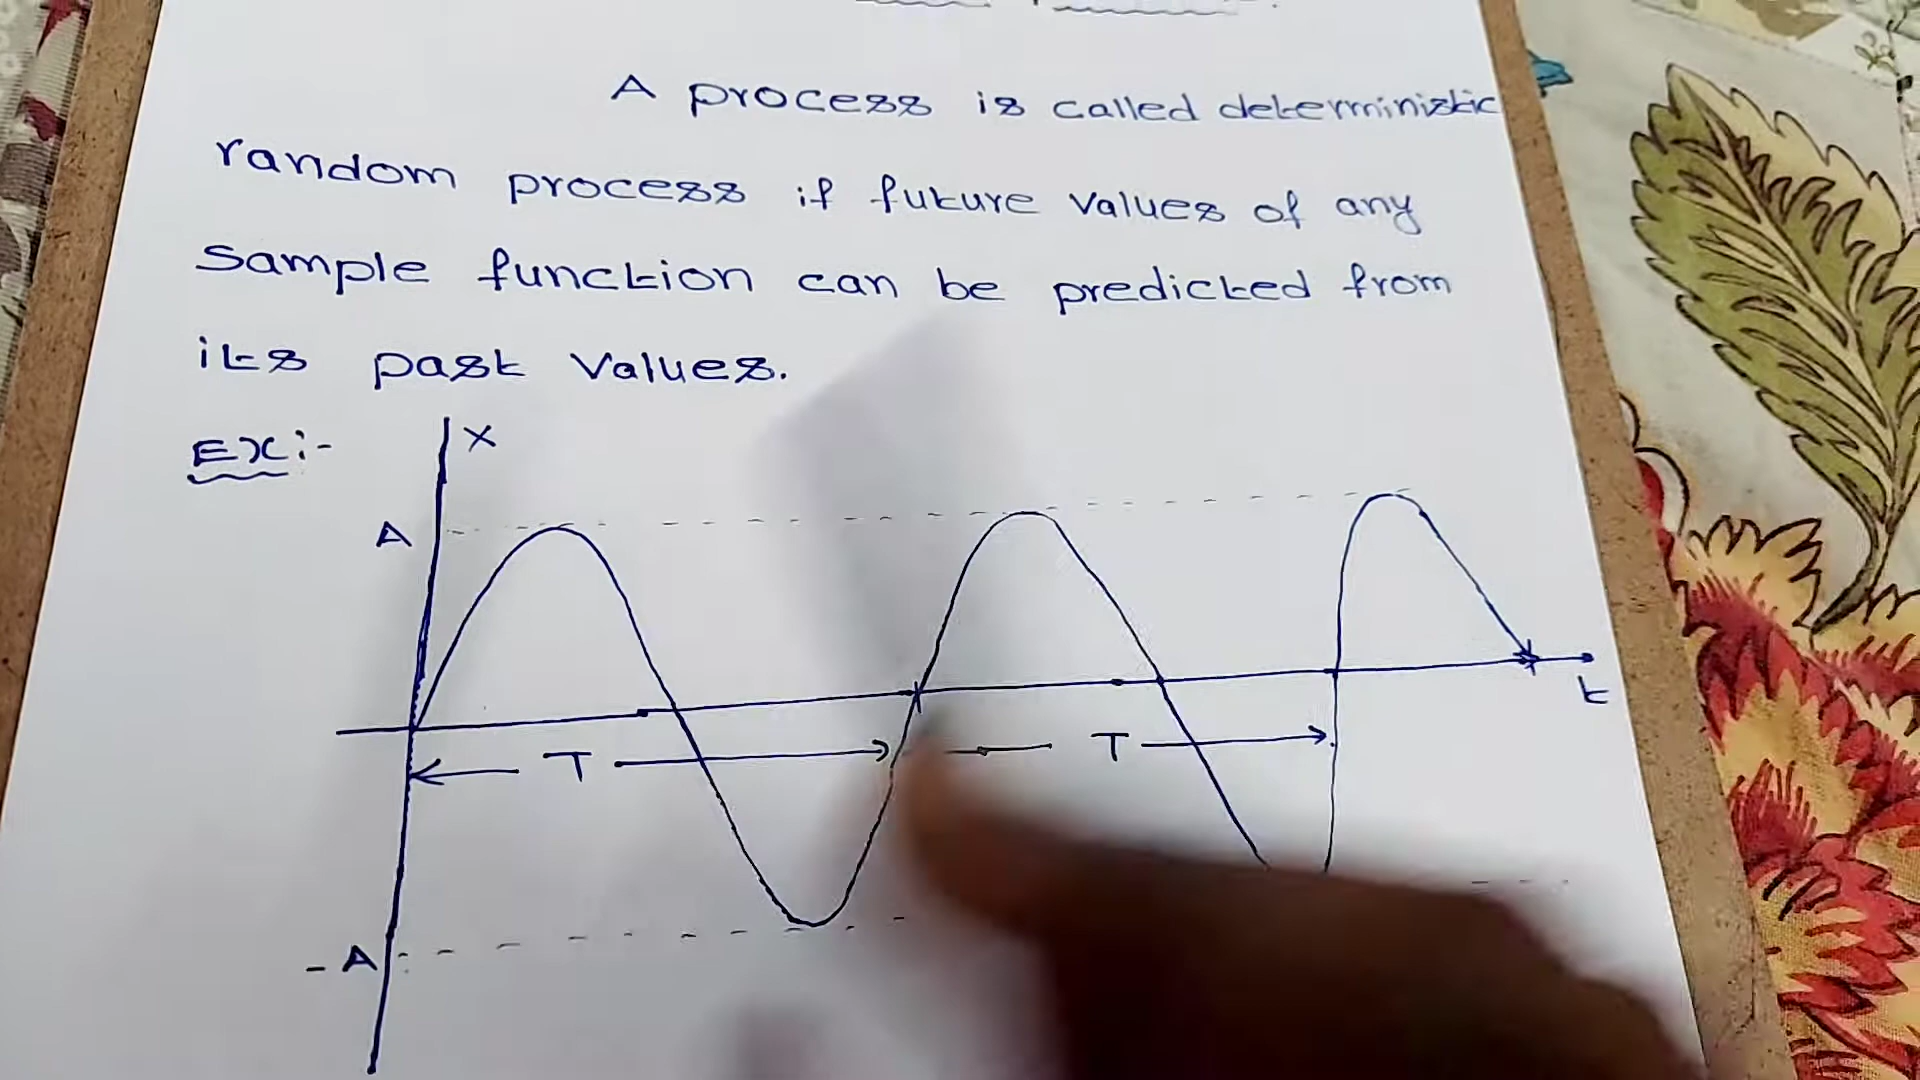 A process is called deterministic
random process if future values of any
sample function can be predicted from
its past values.
Ex:-
X
A
t
T
T
-A